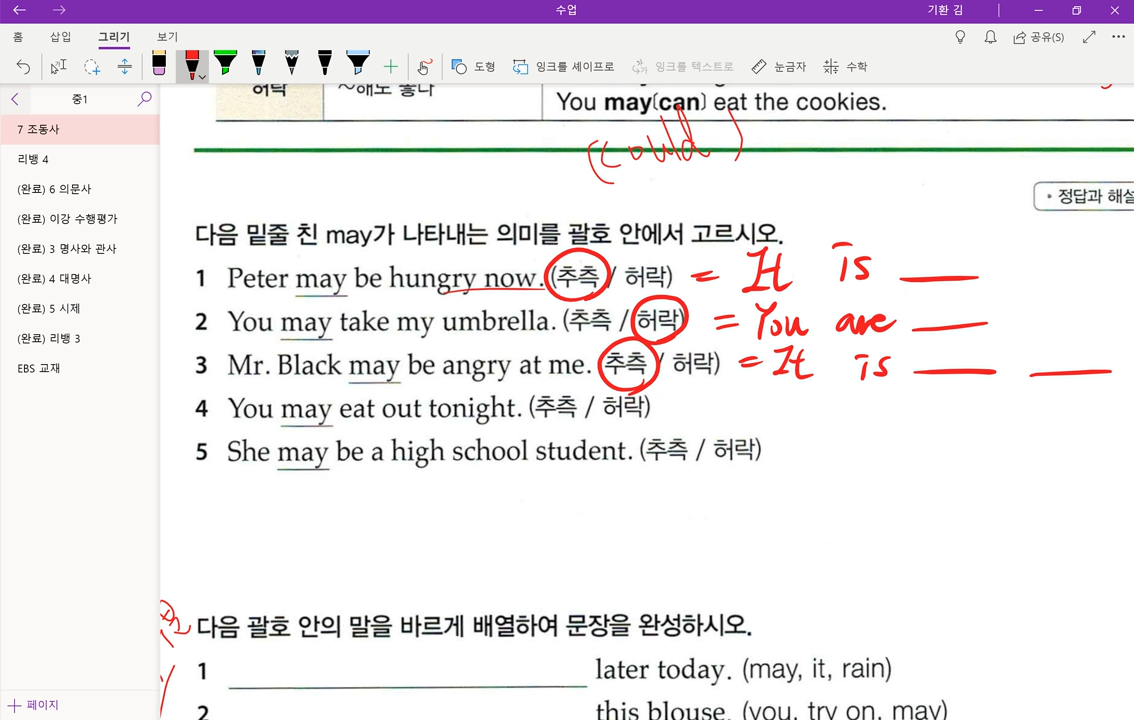 수업
기환 김
홈 삽입 그리기 보기
공유(S)
도형 잉크를 셰이프로 잉크를 텍스트로 눈금자 수학
중1
7 조동사
리뱅 4
(완료) 6 의문사
(완료) 이강 수행평가
(완료) 3 명사와 관사
(완료) 4 대명사
(완료) 5 시제
(완료) 리뱅 3
EBS 교재
페이지
허락 ~해도 좋다
You may(can) eat the cookies.
(could)
• 정답과 해설
다음 밑줄 친 may가 나타내는 의미를 괄호 안에서 고르시오.
1 Peter may be hungry now. (추측 / 허락) = It is ____
2 You may take my umbrella. (추측 / 허락) = You are ____
3 Mr. Black may be angry at me. (추측 / 허락) = It is ____ ____
4 You may eat out tonight. (추측 / 허락)
5 She may be a high school student. (추측 / 허락)
다음 괄호 안의 말을 바르게 배열하여 문장을 완성하시오.
1 ____ later today. (may, it, rain)
2 this blouse. (you, try on, may)